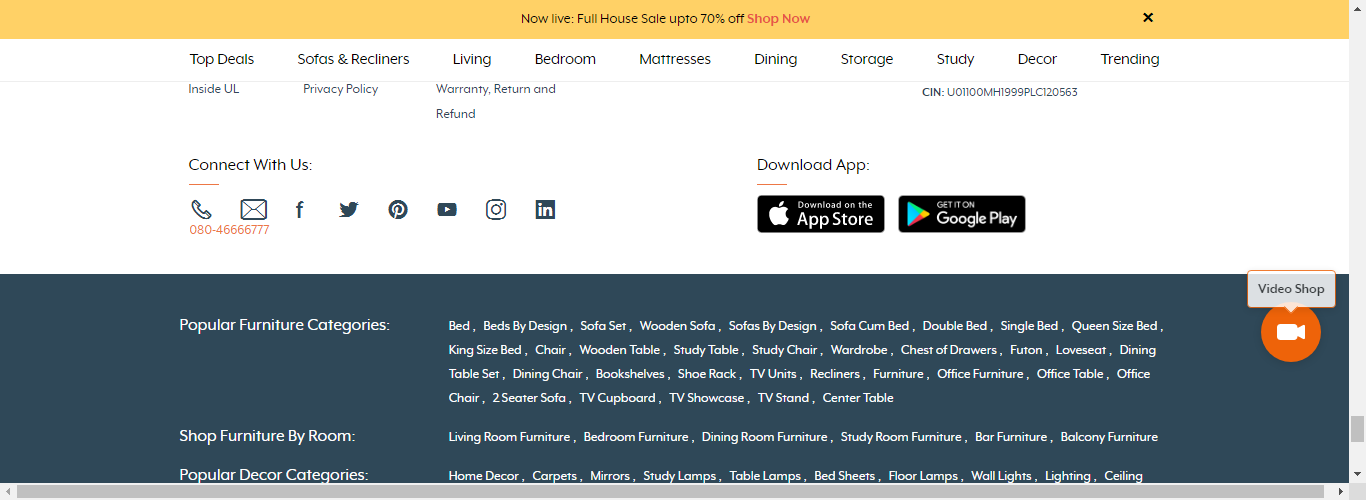 Now live: Full House Sale upto 70% off Shop Now ✕
Top Deals Sofas & Recliners Living Bedroom Mattresses Dining Storage Study Decor Trending
Inside UL Privacy Policy Warranty, Return and CIN: U01100MH1999PLC120563
Refund
Connect With Us: Download App:
Download on the GET IT ON
App Store Google Play
080-46666777
Video Shop
Popular Furniture Categories: Bed , Beds By Design , Sofa Set , Wooden Sofa , Sofas By Design , Sofa Cum Bed , Double Bed , Single Bed , Queen Size Bed ,
King Size Bed , Chair , Wooden Table , Study Table , Study Chair , Wardrobe , Chest of Drawers , Futon , Loveseat , Dining
Table Set , Dining Chair , Bookshelves , Shoe Rack , TV Units , Recliners , Furniture , Office Furniture , Office Table , Office
Chair , 2 Seater Sofa , TV Cupboard , TV Showcase , TV Stand , Center Table
Shop Furniture By Room: Living Room Furniture , Bedroom Furniture , Dining Room Furniture , Study Room Furniture , Bar Furniture , Balcony Furniture
Popular Decor Categories: Home Decor , Carpets , Mirrors , Study Lamps , Table Lamps , Bed Sheets , Floor Lamps , Wall Lights , Lighting , Ceiling